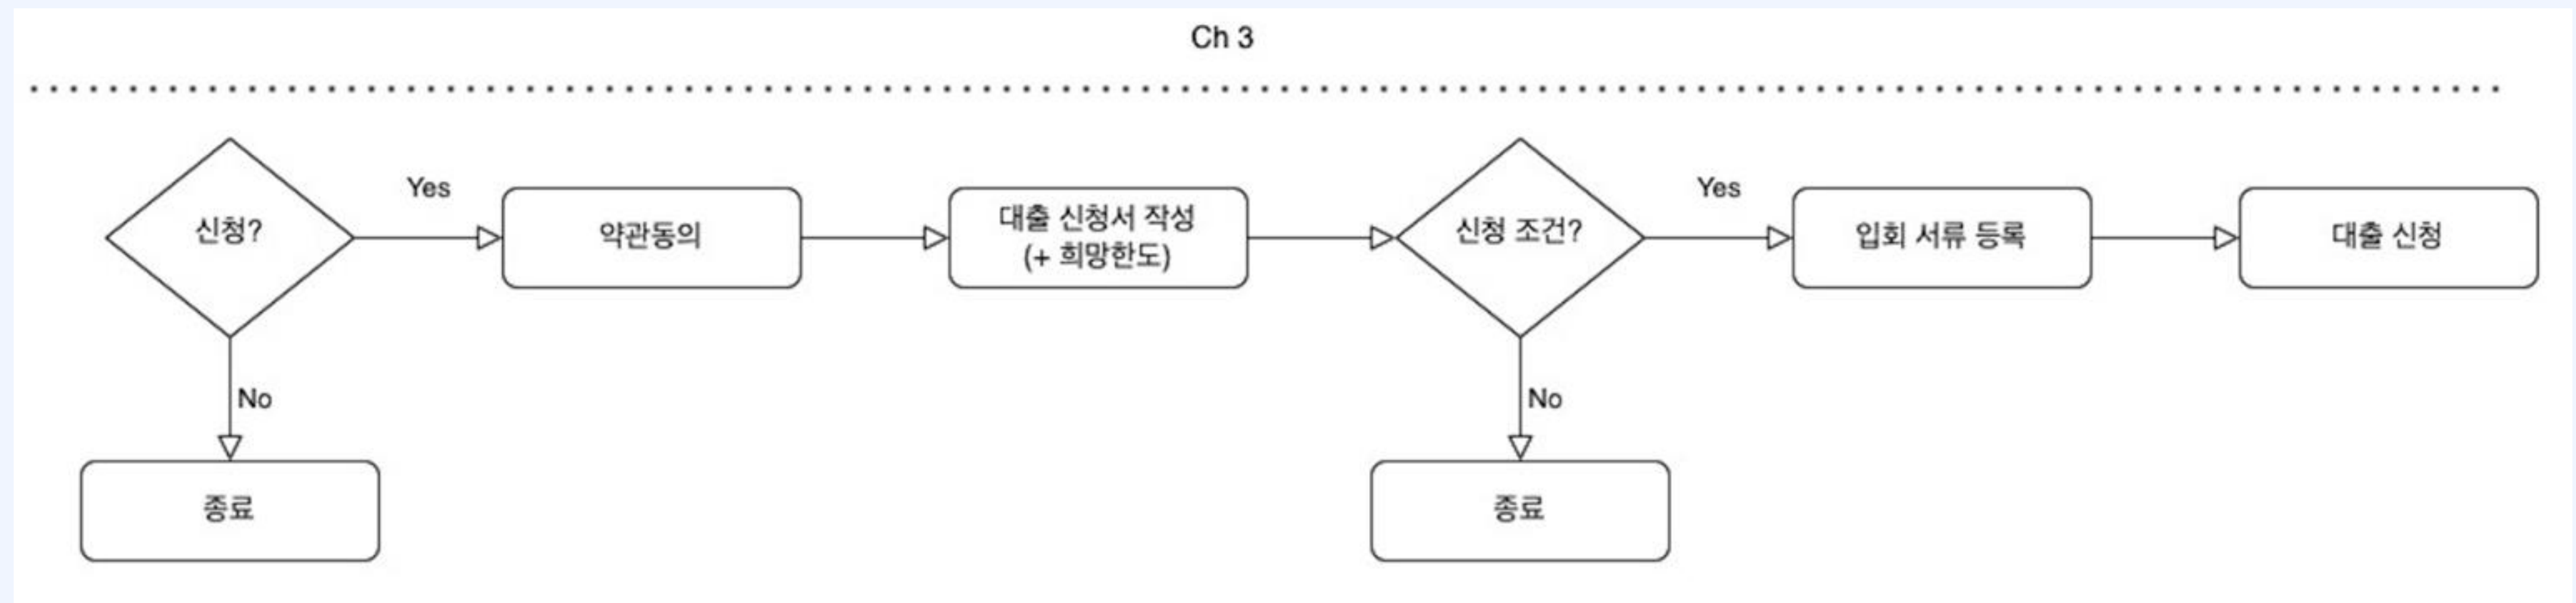 Ch 3
신청?
Yes
약관동의
대출 신청서 작성
(+ 희망한도)
신청 조건?
Yes
입회 서류 등록
대출 신청
No
No
종료
종료